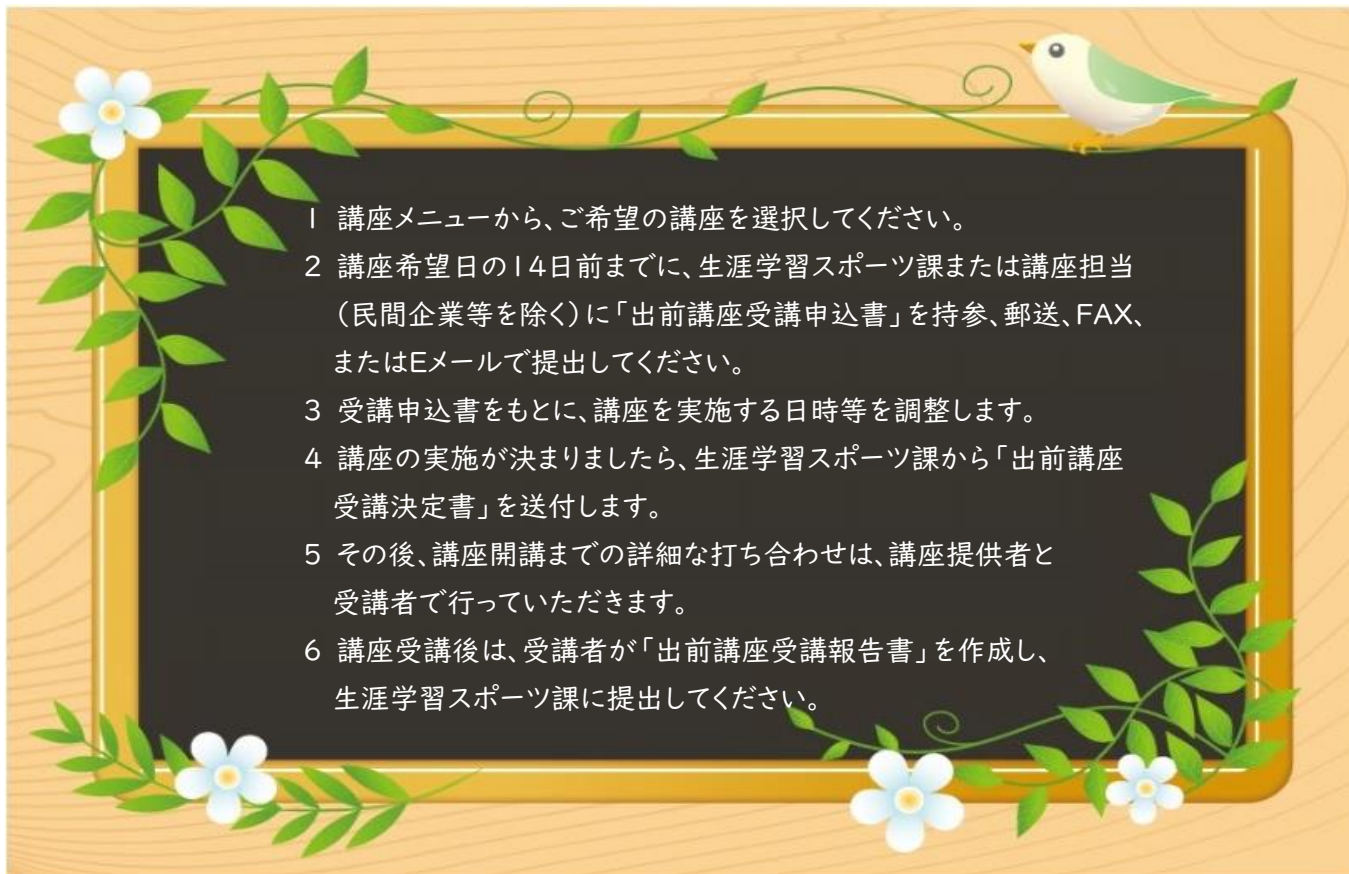 1 講座メニューから、ご希望の講座を選択してください。
2 講座希望日の14日前までに、生涯学習スポーツ課または講座担当
（民間企業等を除く）に「出前講座受講申込書」を持参、郵送、FAX、
またはEメールで提出してください。
3 受講申込書をもとに、講座を実施する日時等を調整します。
4 講座の実施が決まりましたら、生涯学習スポーツ課から「出前講座
受講決定書」を送付します。
5 その後、講座開講までの詳細な打ち合わせは、講座提供者と
受講者で行っていただきます。
6 講座受講後は、受講者が「出前講座受講報告書」を作成し、
生涯学習スポーツ課に提出してください。